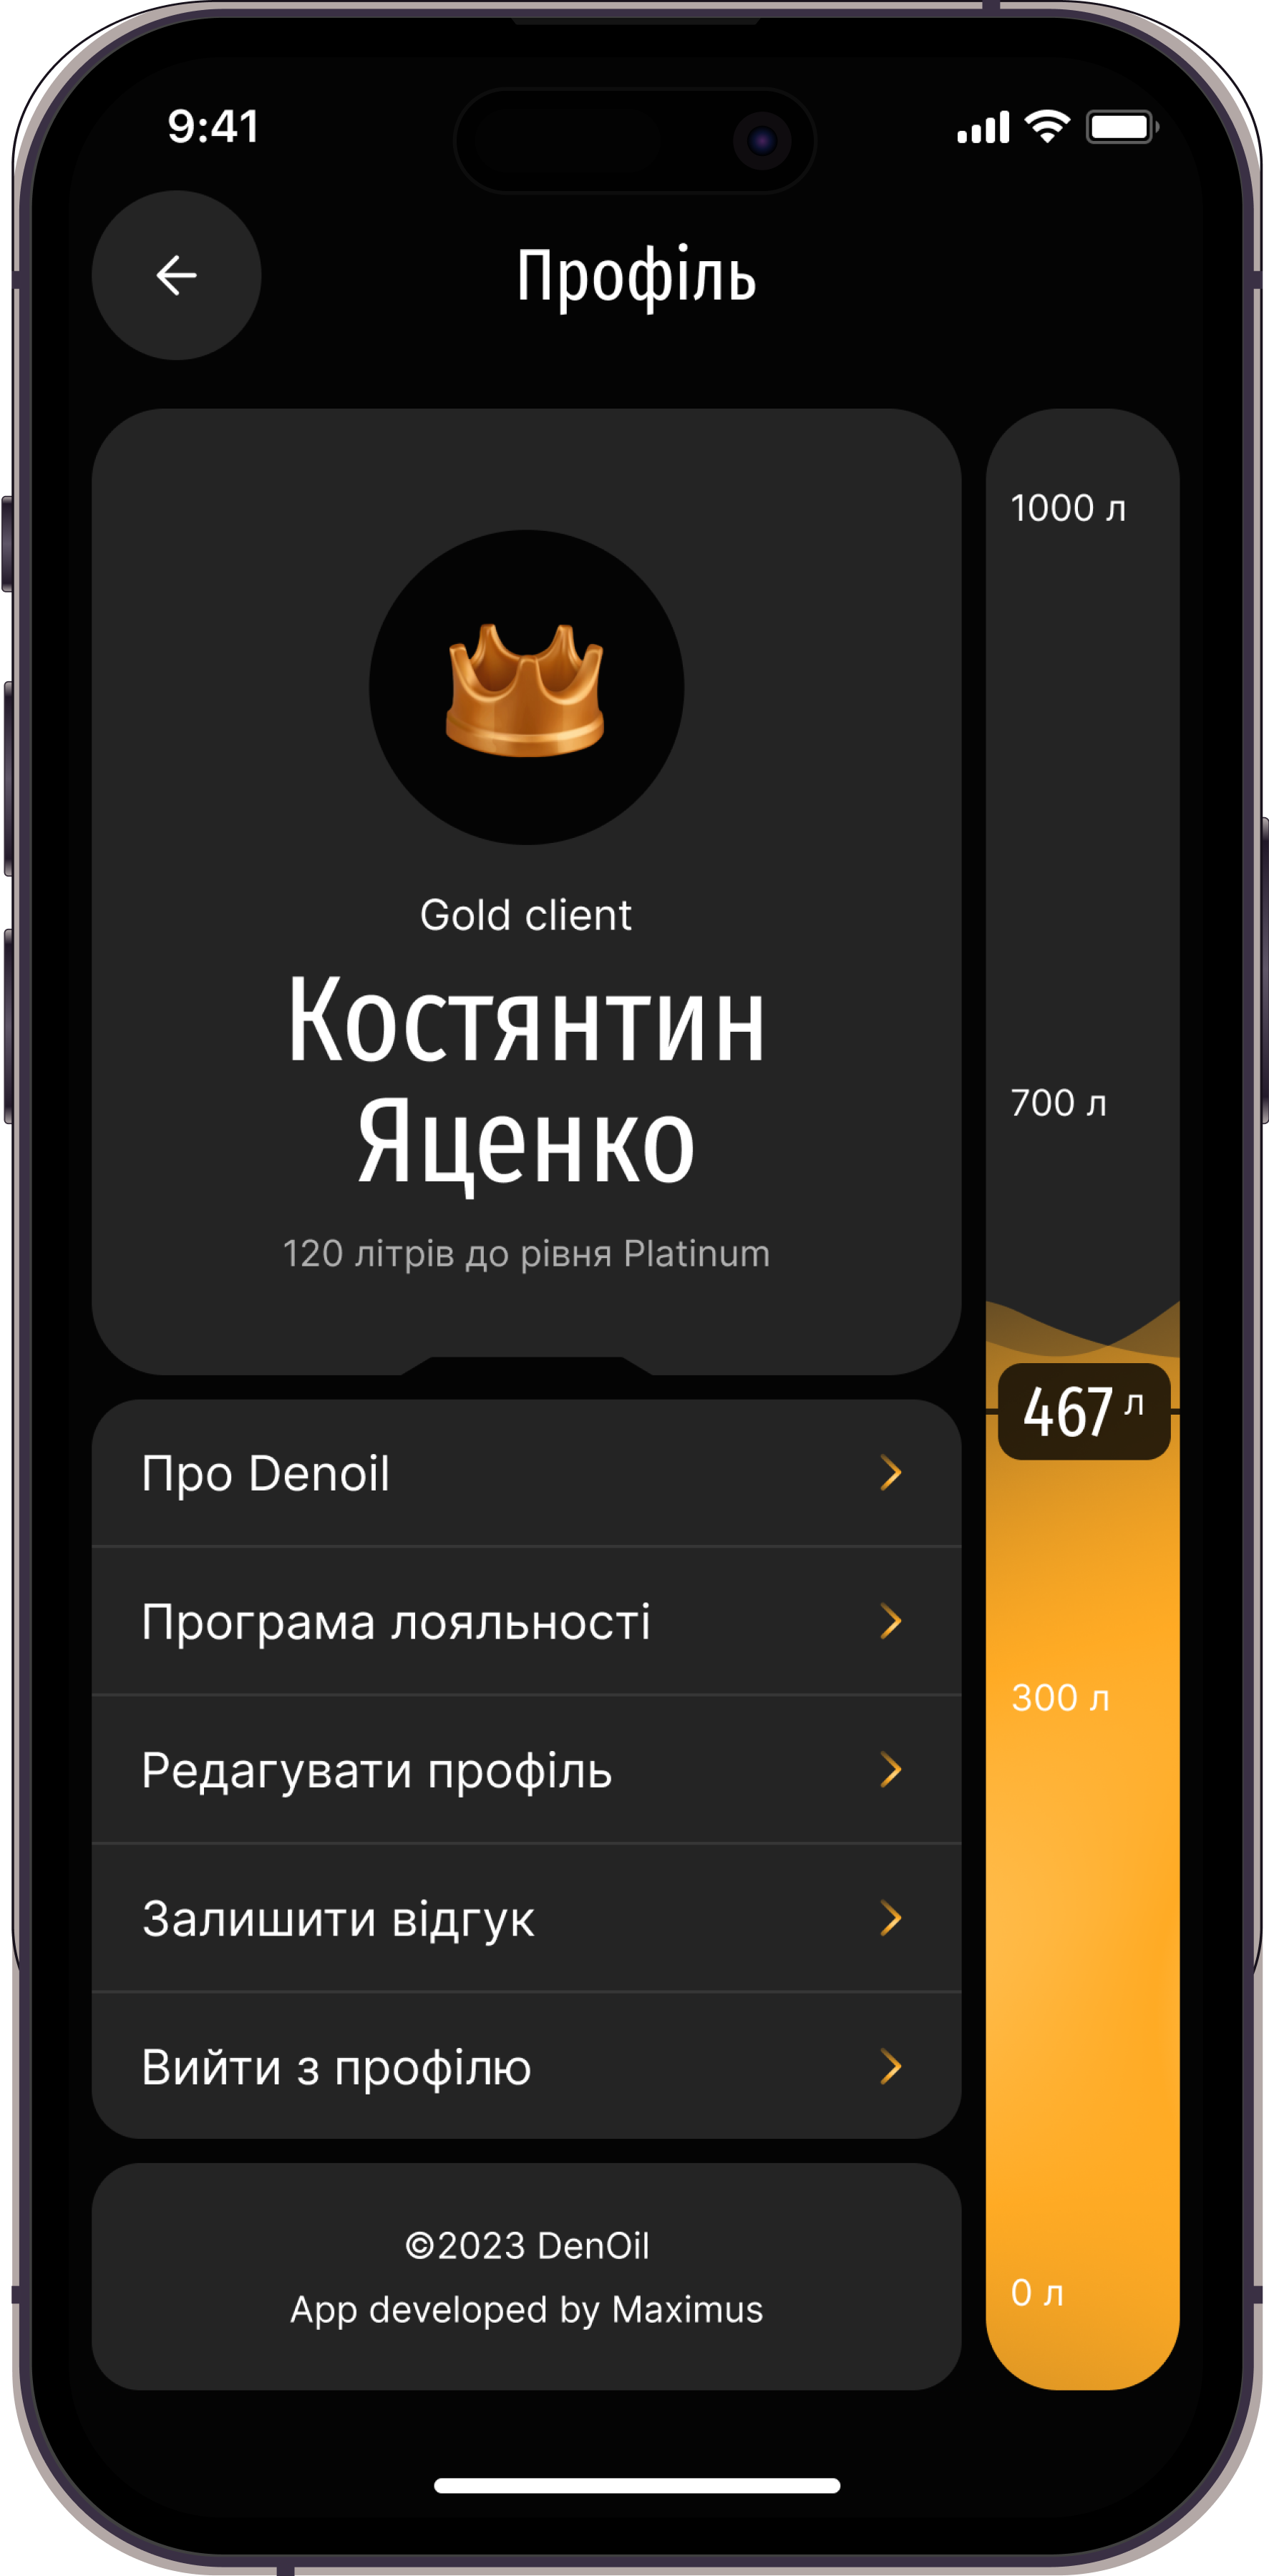 9:41
Профіль
Gold client
Костянтин
Яценко
120 літрів до рівня Platinum
Про Denoil
Програма лояльності
Редагувати профіль
Залишити відгук
Вийти з профілю
©2023 DenOil
App developed by Maximus
1000 л
700 л
467 л
300 л
0 л